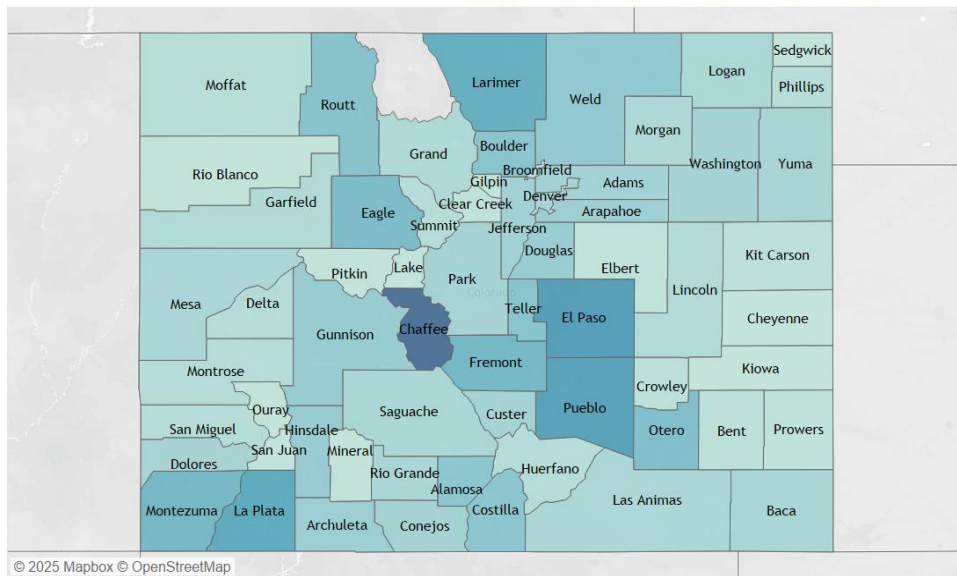 Sedgwick
Moffat
Larimer
Logan
Routt
Weld
Phillips
Morgan
Grand
Boulder
Washington
Yuma
Rio Blanco
Broomfield
Gilpin
Adams
Garfield
Clear Creek
Denver
Eagle
Arapahoe
Summit
Jefferson
Douglas
Kit Carson
Pitkin
Lake
Elbert
Park
Lincoln
Colorado
Mesa
Delta
Teller
Cheyenne
Gunnison
Chaffee
El Paso
Fremont
Kiowa
Montrose
Crowley
Ouray
Saguache
Custer
Pueblo
San Miguel
Hinsdale
Otero
Bent
Prowers
San Juan
Mineral
Dolores
Rio Grande
Huerfano
Alamosa
Las Animas
Montezuma
La Plata
Costilla
Baca
Archuleta
Conejos
© 2025 Mapbox © OpenStreetMap